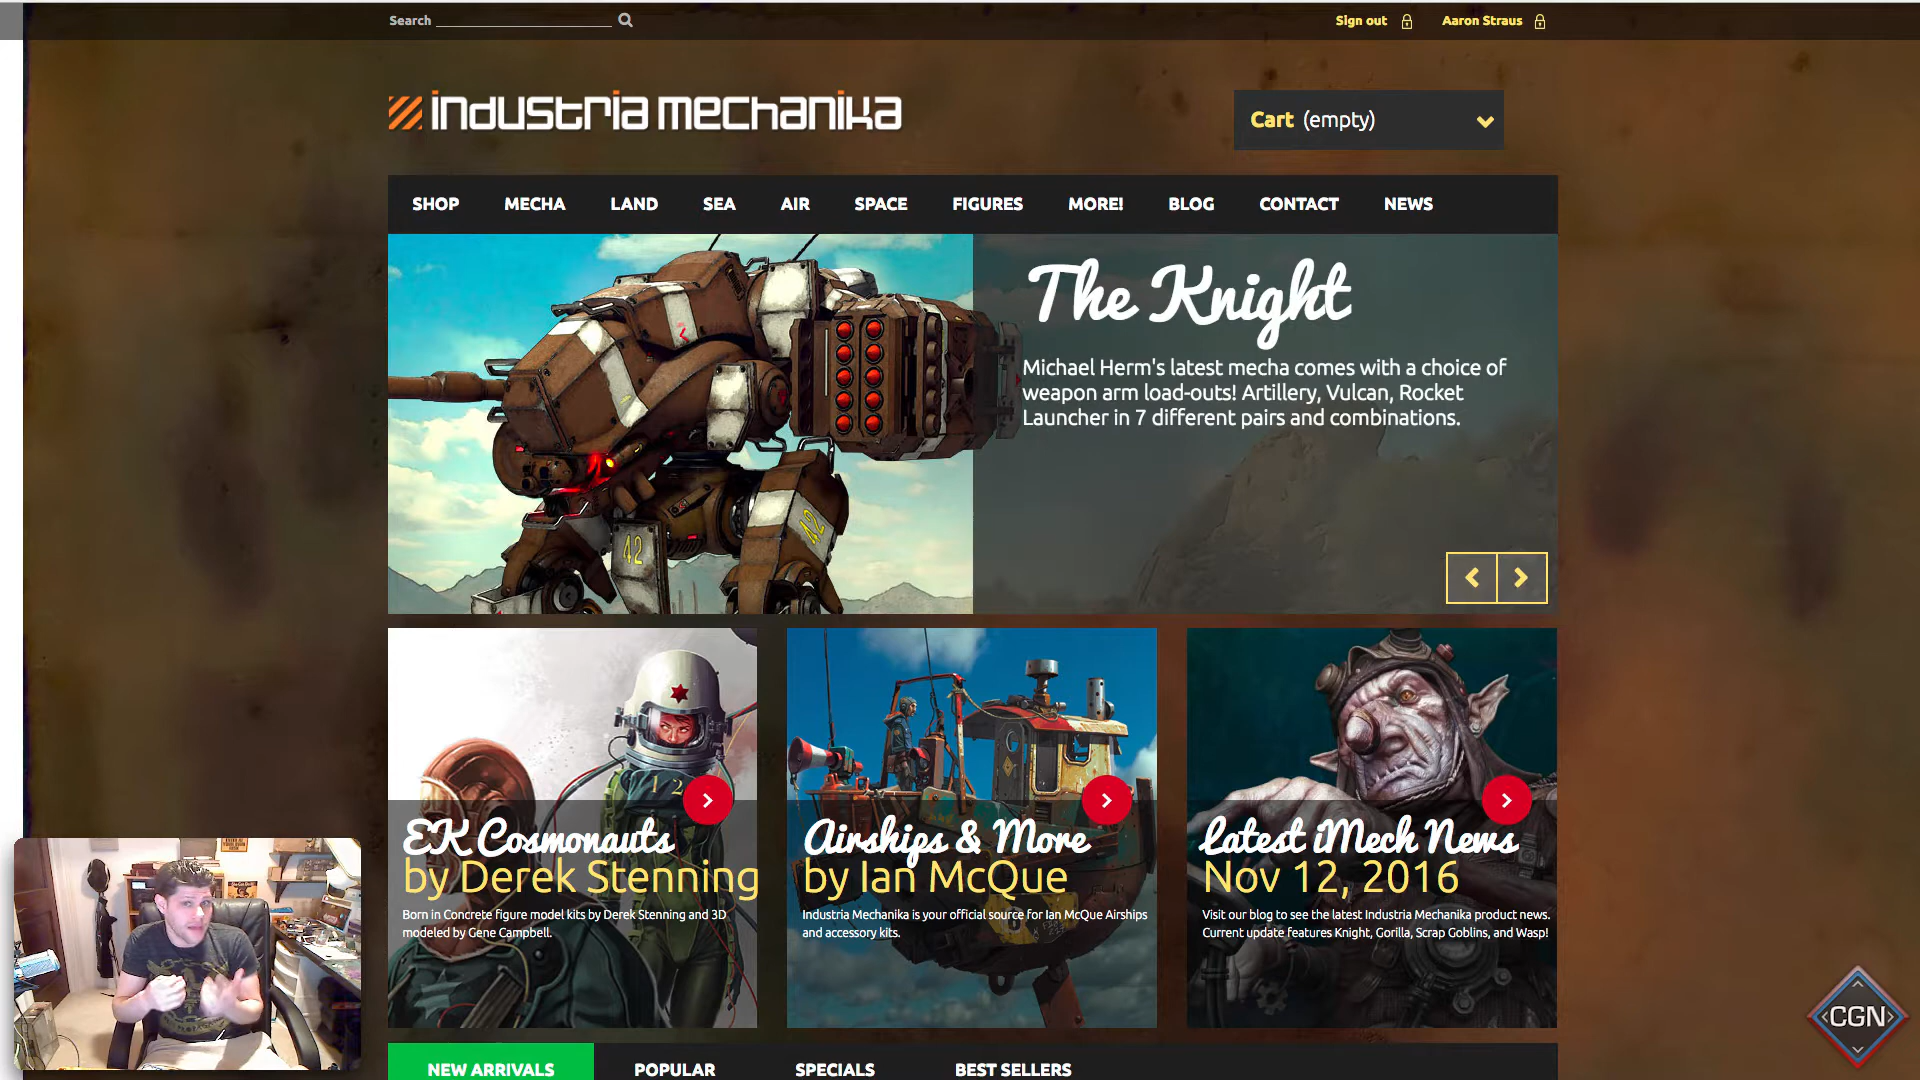 Search
Sign out
Aaron Straus
industria mechanika
Cart (empty)
SHOP MECHA LAND SEA AIR SPACE FIGURES MORE! BLOG CONTACT NEWS
The Knight
Michael Herm's latest mecha comes with a choice of
weapon arm load-outs! Artillery, Vulcan, Rocket
Launcher in 7 different pairs and combinations.
42
42
12
EK Cosmonauts
by Derek Stenning
Born in Concrete figure model kits by Derek Stenning and 3D
modeled by Gene Campbell.
Airships & More
by Ian McQue
Industria Mechanika is your official source for Ian McQue Airships
and accessory kits.
Latest iMech News
Nov 12, 2016
Visit our blog to see the latest Industria Mechanika product news.
Current update features Knight, Gorilla, Scrap Goblins, and Wasp!
NEW ARRIVALS POPULAR SPECIALS BEST SELLERS
CGN